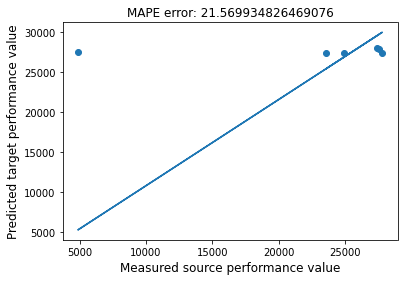 MAPE error: 21.569934826469076
Predicted target performance value
30000
25000
20000
15000
10000
5000
5000 10000 15000 20000 25000
Measured source performance value